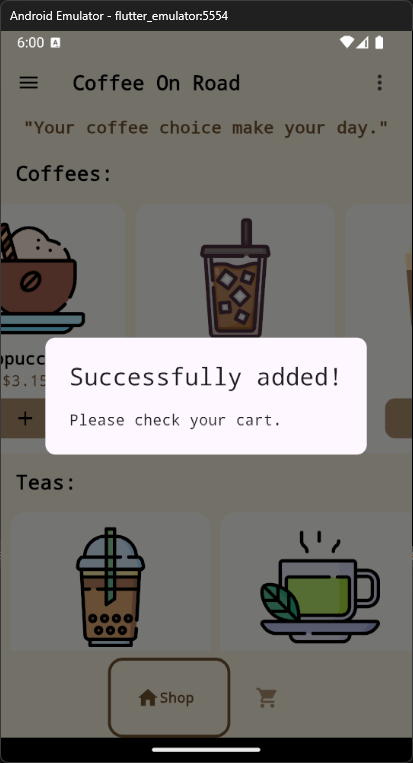 Android Emulator - flutter_emulator:5554
6:00 A
Coffee On Road
"Your coffee choice make your day."
Coffees:
$3.15
+
Successfully added!
Please check your cart.
Teas:
Shop